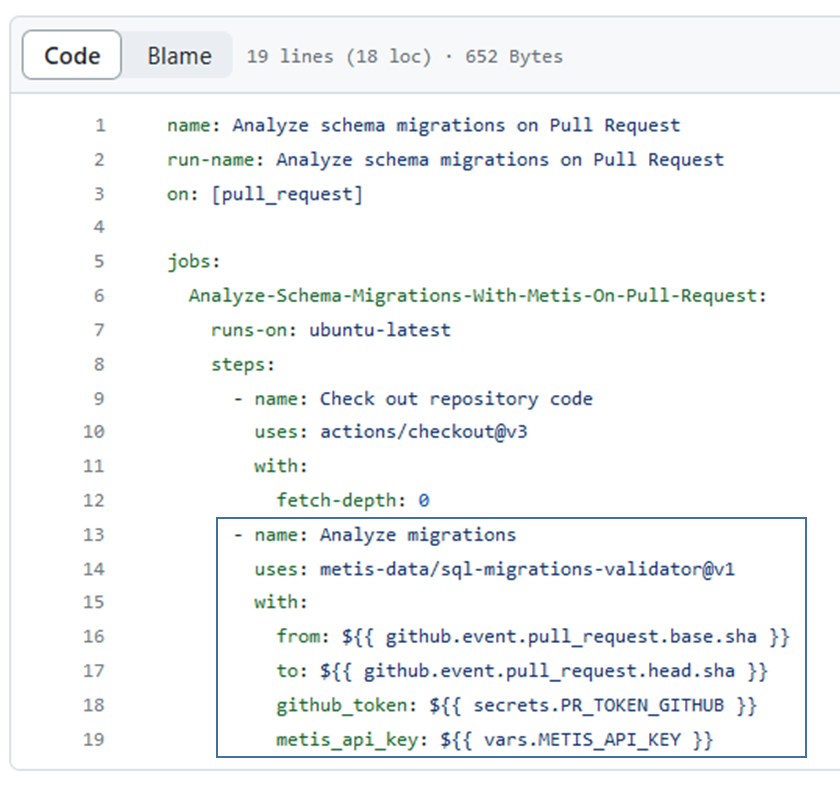 Code Blame 19 lines (18 loc) · 652 Bytes
1 name: Analyze schema migrations on Pull Request
2 run-name: Analyze schema migrations on Pull Request
3 on: [pull_request]
4
5 jobs:
6 Analyze-Schema-Migrations-With-Metis-On-Pull-Request:
7 runs-on: ubuntu-latest
8 steps:
9 - name: Check out repository code
10 uses: actions/checkout@v3
11 with:
12 fetch-depth: 0
13 - name: Analyze migrations
14 uses: metis-data/sql-migrations-validator@v1
15 with:
16 from: ${{ github.event.pull_request.base.sha }}
17 to: ${{ github.event.pull_request.head.sha }}
18 github_token: ${{ secrets.PR_TOKEN_GITHUB }}
19 metis_api_key: ${{ vars.METIS_API_KEY }}